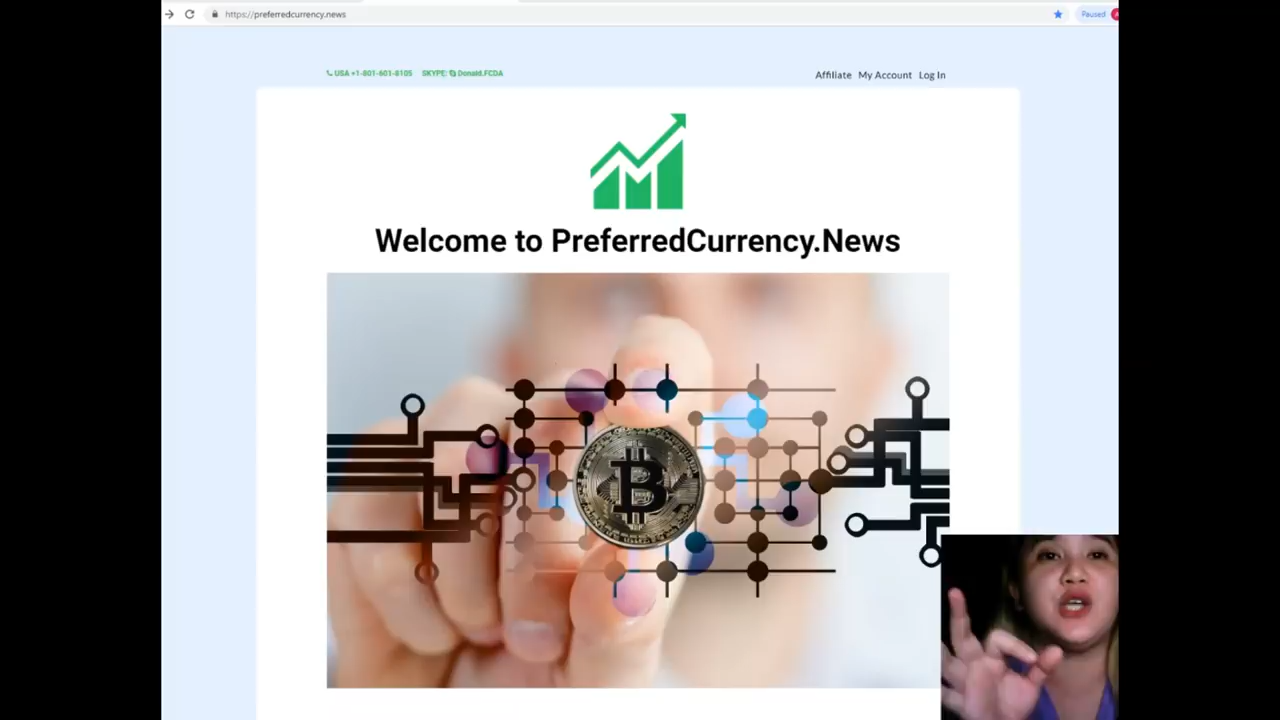 https://preferredcurrency.news
Paused
USA +1-801-601-8105 SKYPE: Donald.FCDA
Affiliate My Account Log In
Welcome to PreferredCurrency.News